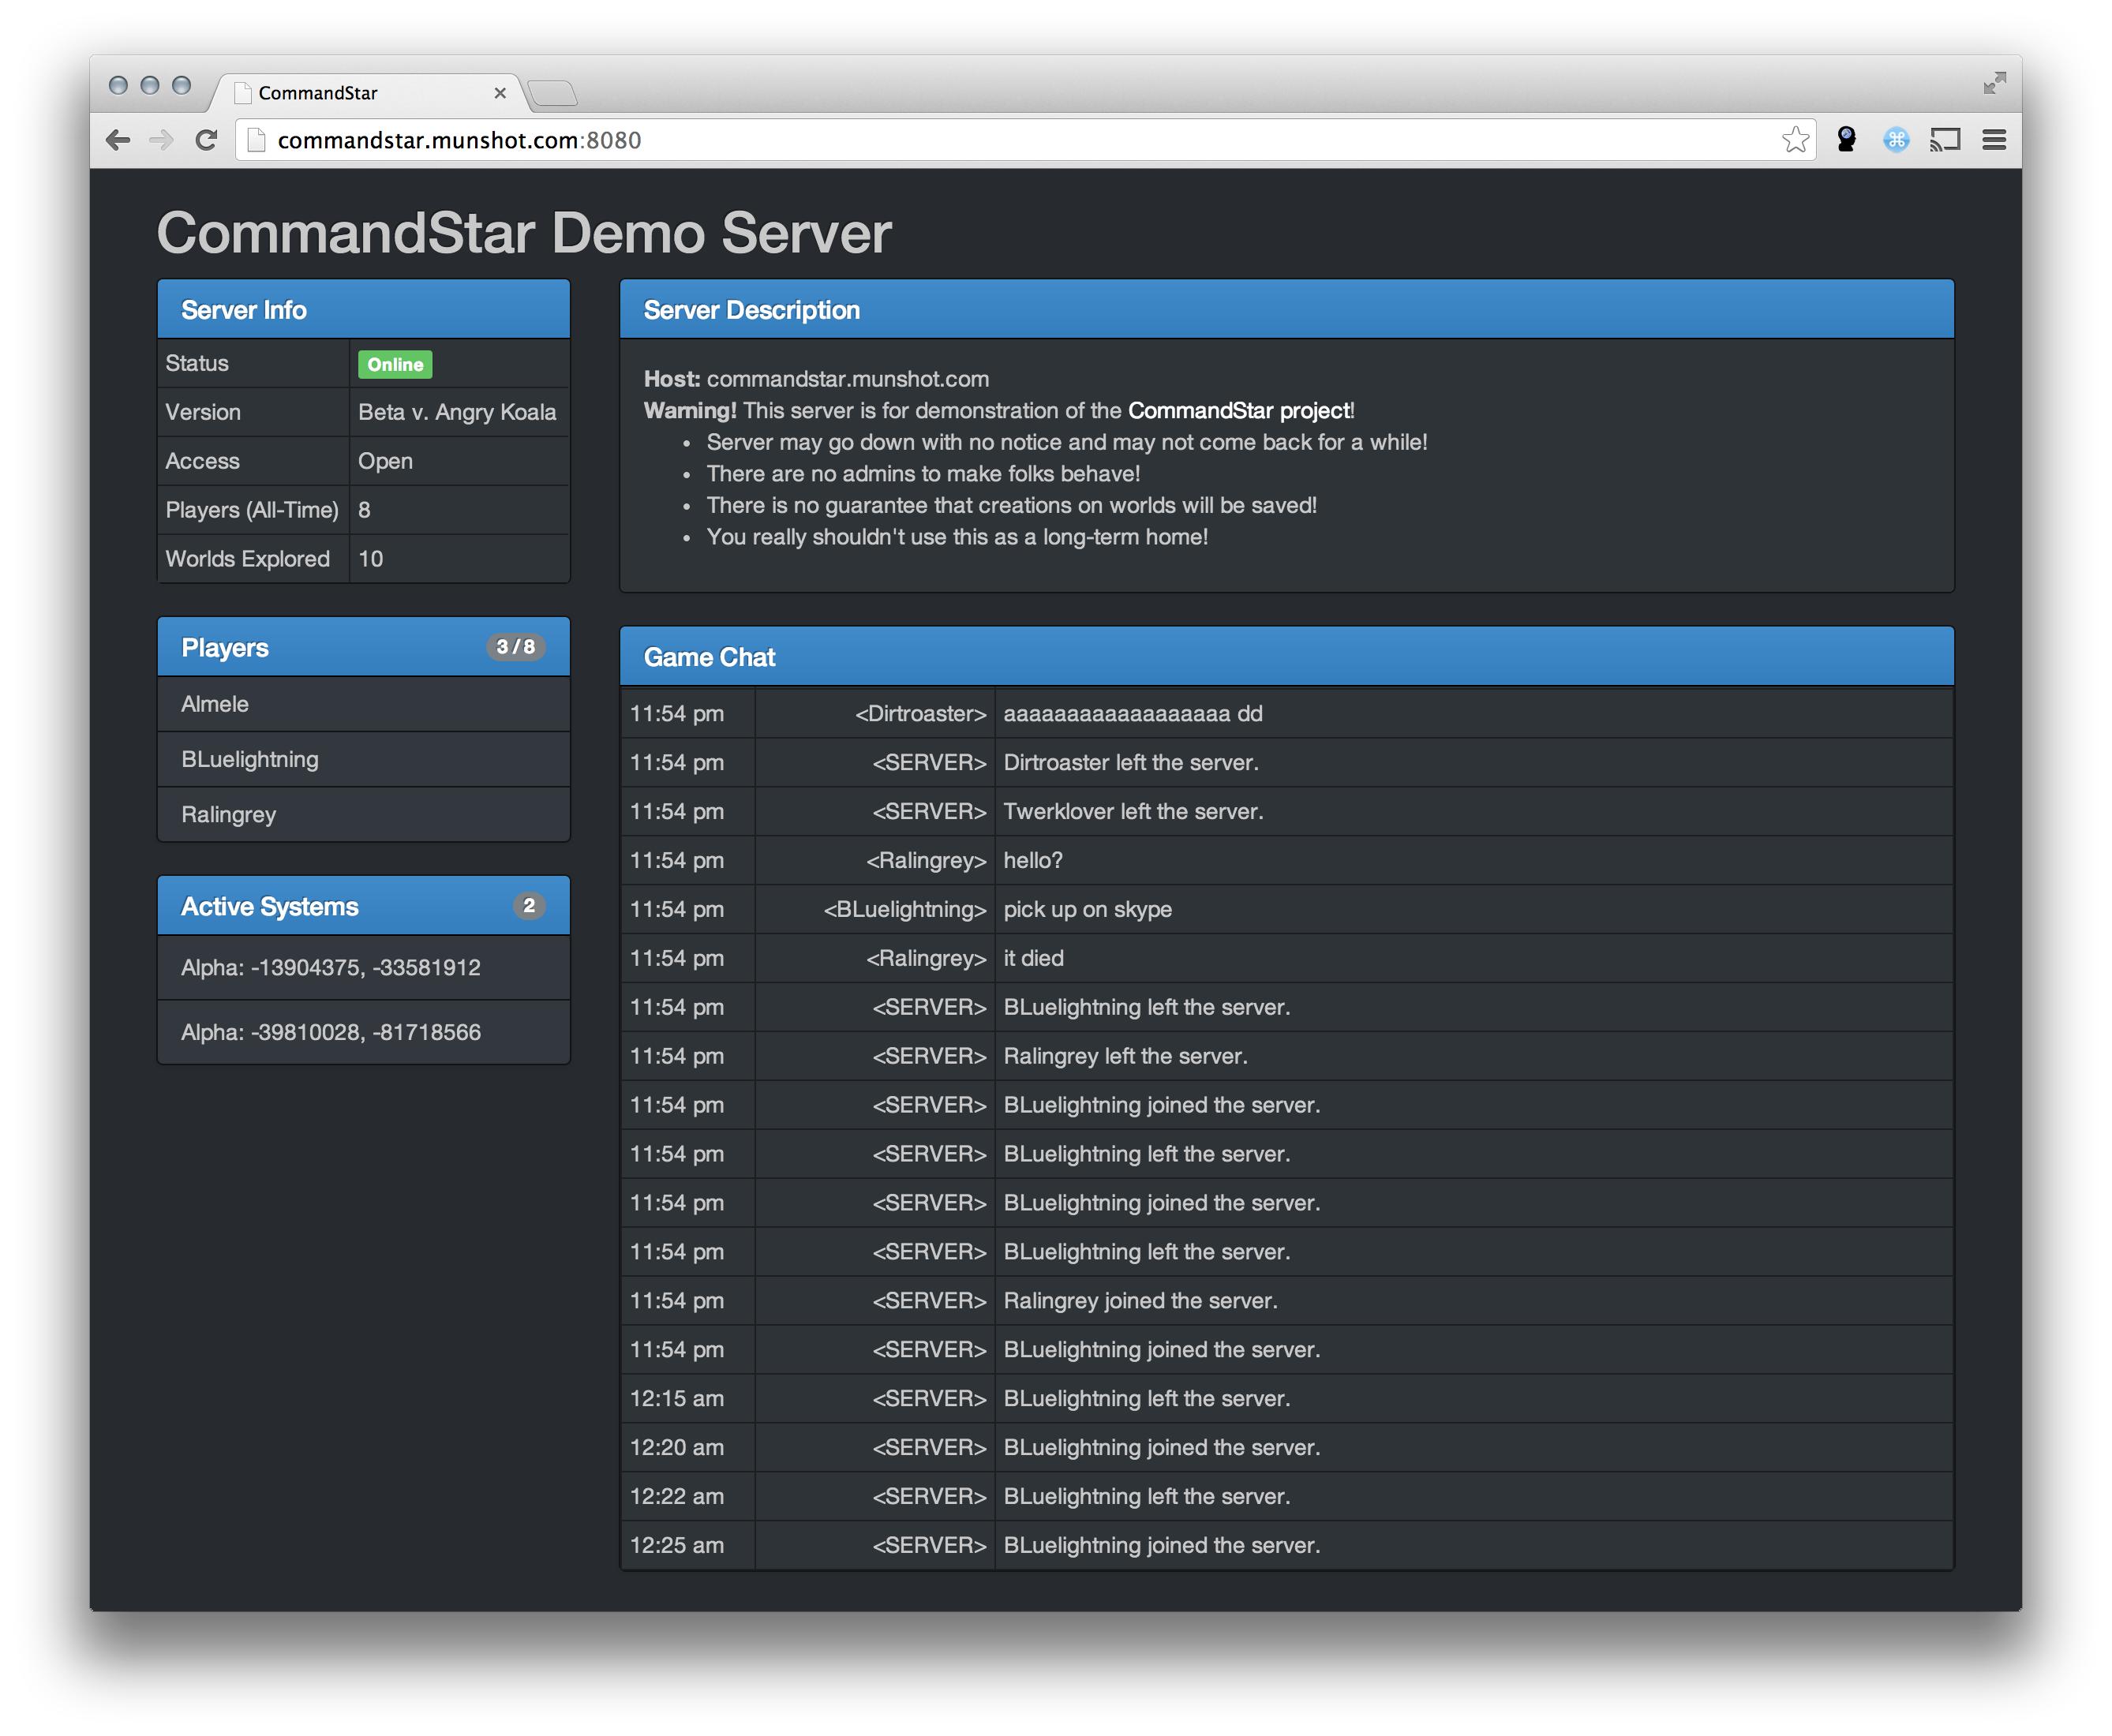 CommandStar
commandstar.munshot.com:8080
CommandStar Demo Server
Server Info
Status Online
Version Beta v. Angry Koala
Access Open
Players (All-Time) 8
Worlds Explored 10
Players 3 / 8
Almele
BLuelightning
Ralingrey
Active Systems 2
Alpha: -13904375, -33581912
Alpha: -39810028, -81718566
Server Description
Host: commandstar.munshot.com
Warning! This server is for demonstration of the CommandStar project!
• Server may go down with no notice and may not come back for a while!
• There are no admins to make folks behave!
• There is no guarantee that creations on worlds will be saved!
• You really shouldn't use this as a long-term home!
Game Chat
11:54 pm <Dirtroaster> aaaaaaaaaaaaaaaaaa dd
11:54 pm <SERVER> Dirtroaster left the server.
11:54 pm <SERVER> Twerklover left the server.
11:54 pm <Ralingrey> hello?
11:54 pm <BLuelightning> pick up on skype
11:54 pm <Ralingrey> it died
11:54 pm <SERVER> BLuelightning left the server.
11:54 pm <SERVER> Ralingrey left the server.
11:54 pm <SERVER> BLuelightning joined the server.
11:54 pm <SERVER> BLuelightning left the server.
11:54 pm <SERVER> BLuelightning joined the server.
11:54 pm <SERVER> BLuelightning left the server.
11:54 pm <SERVER> Ralingrey joined the server.
11:54 pm <SERVER> BLuelightning joined the server.
12:15 am <SERVER> BLuelightning left the server.
12:20 am <SERVER> BLuelightning joined the server.
12:22 am <SERVER> BLuelightning left the server.
12:25 am <SERVER> BLuelightning joined the server.